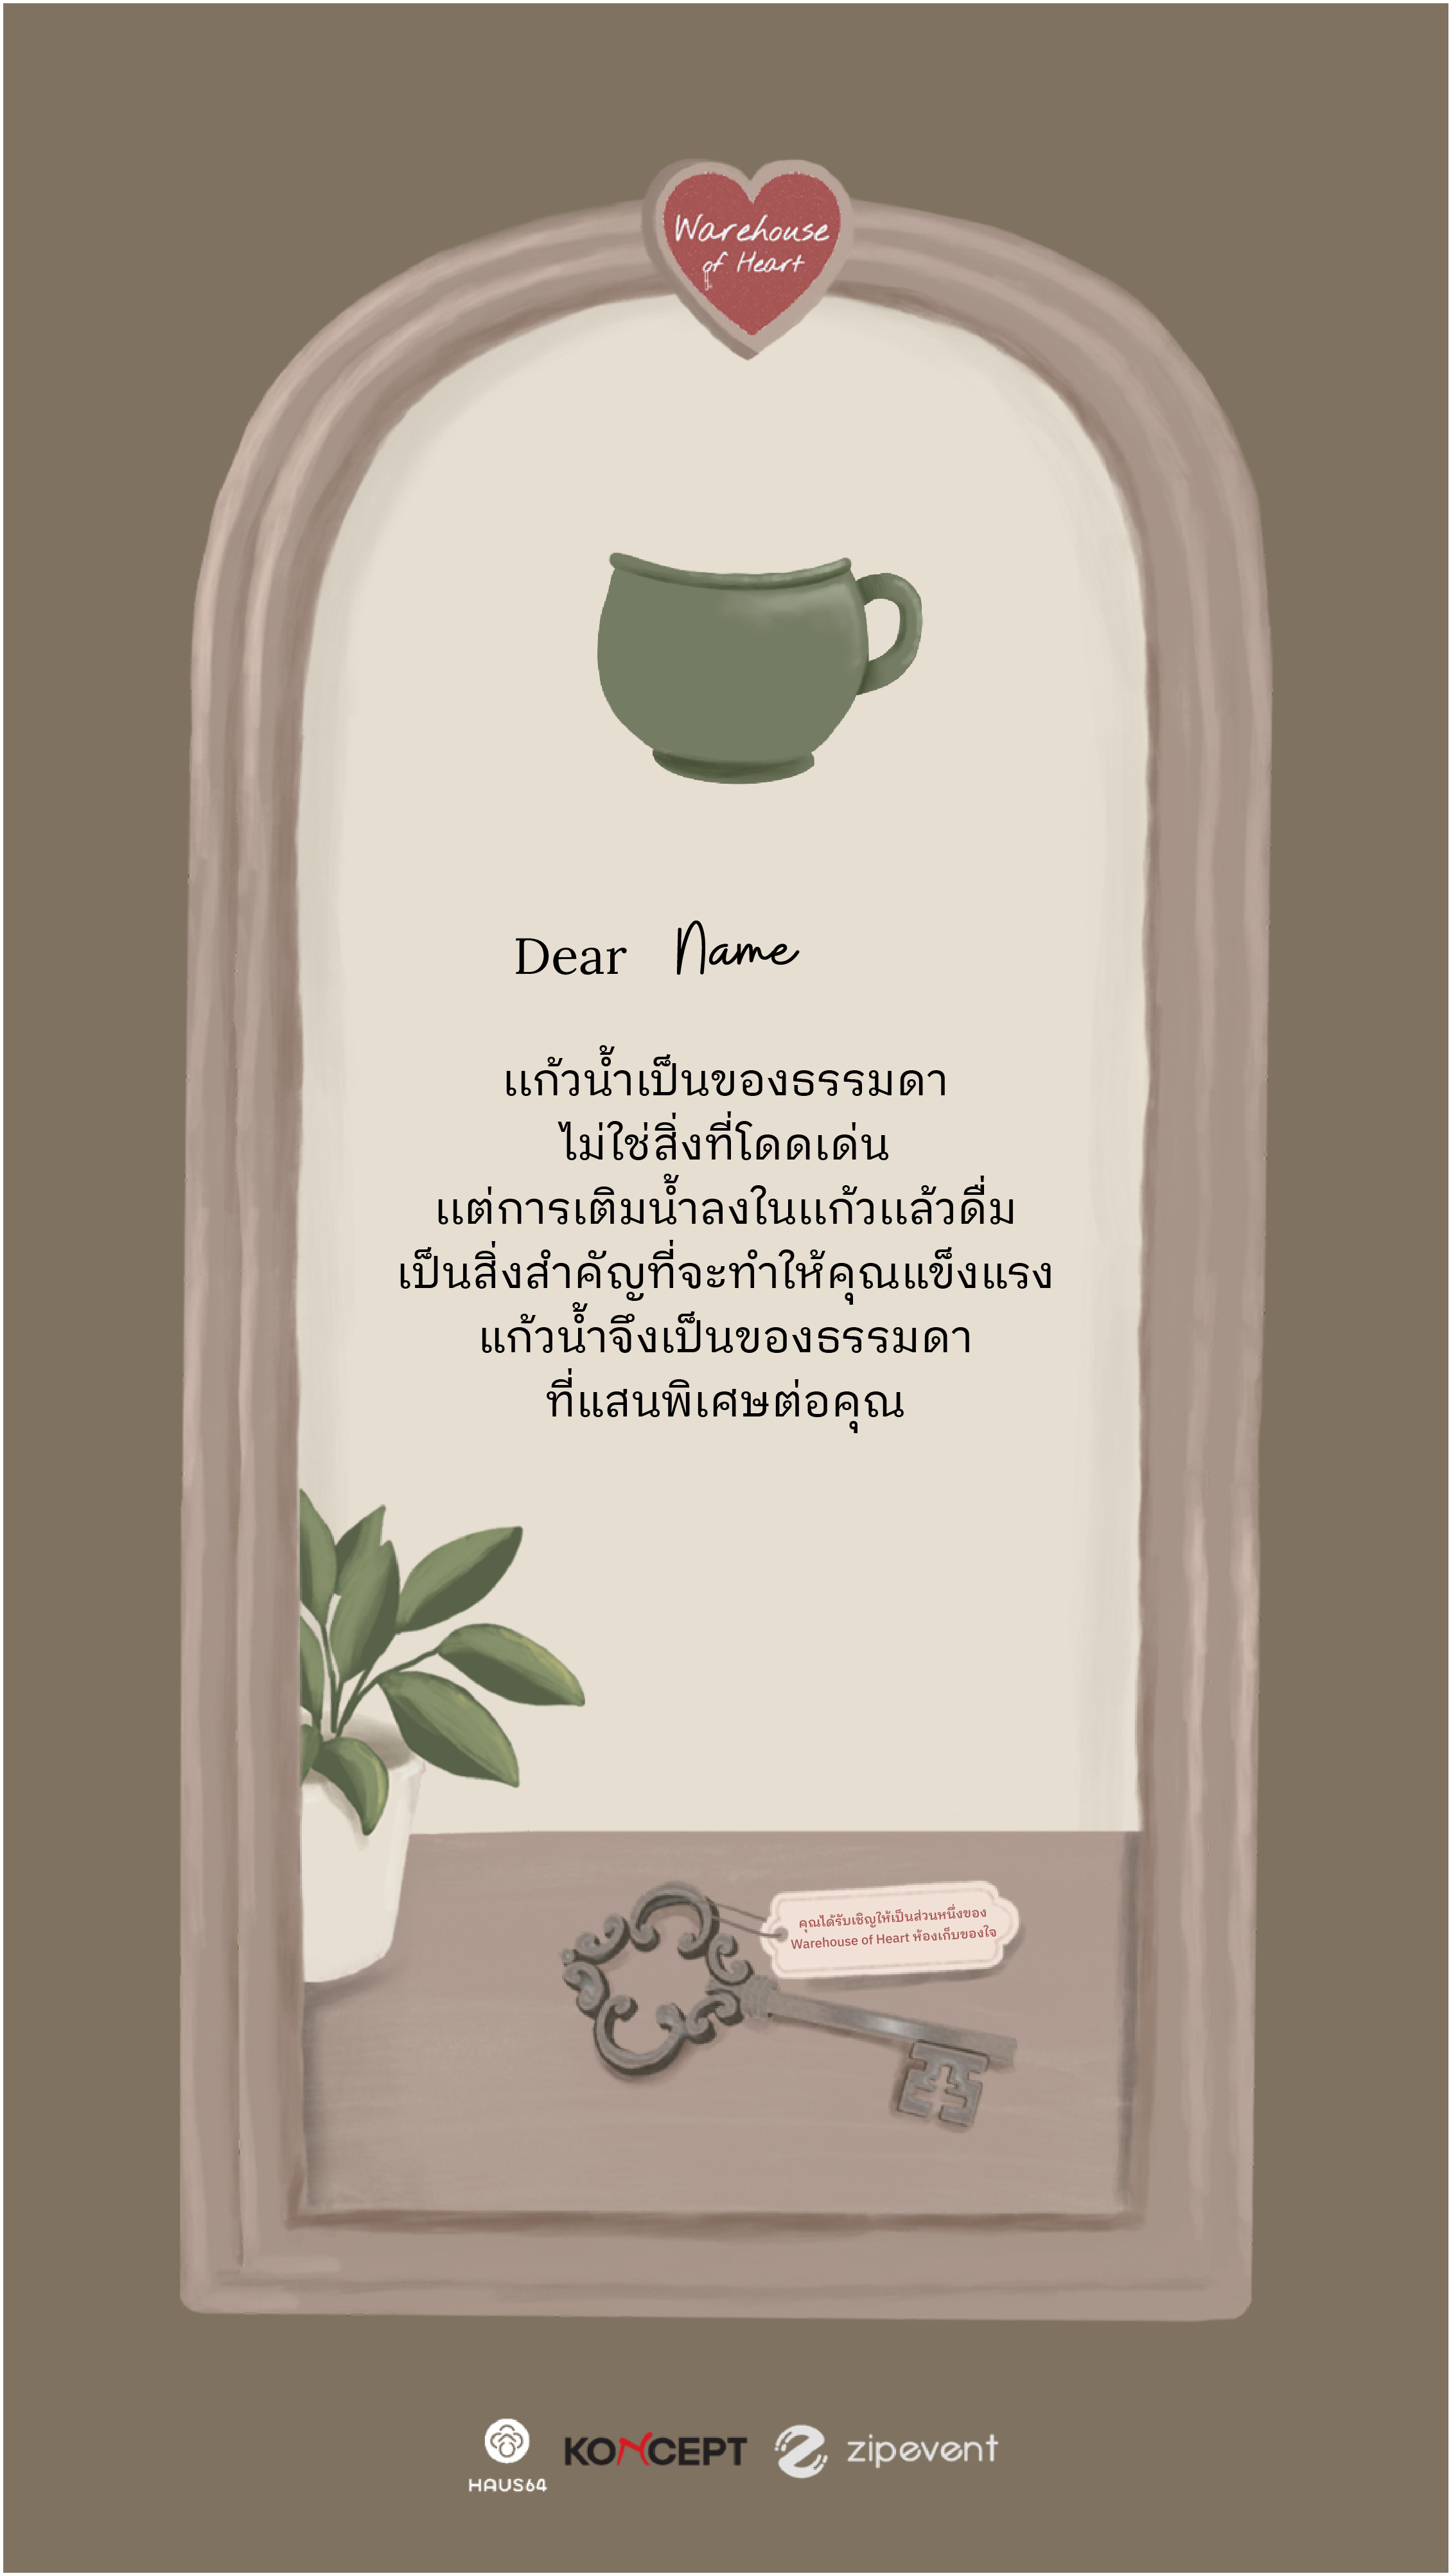 Warehouse
of Heart
Dear Name
แก้วน้ำเป็นของธรรมดา
ไม่ใช่สิ่งที่โดดเด่น
แต่การเติมน้ำลงในแก้วแล้วดื่ม
เป็นสิ่งสำคัญที่จะทำให้คุณแข็งแรง
แก้วน้ำจึงเป็นของธรรมดา
ที่แสนพิเศษต่อคุณ
คุณได้รับเชิญให้เป็นส่วนหนึ่งของ
Warehouse of Heart ห้องเก็บของใจ
HAUS64
KONCEPT
zipevent